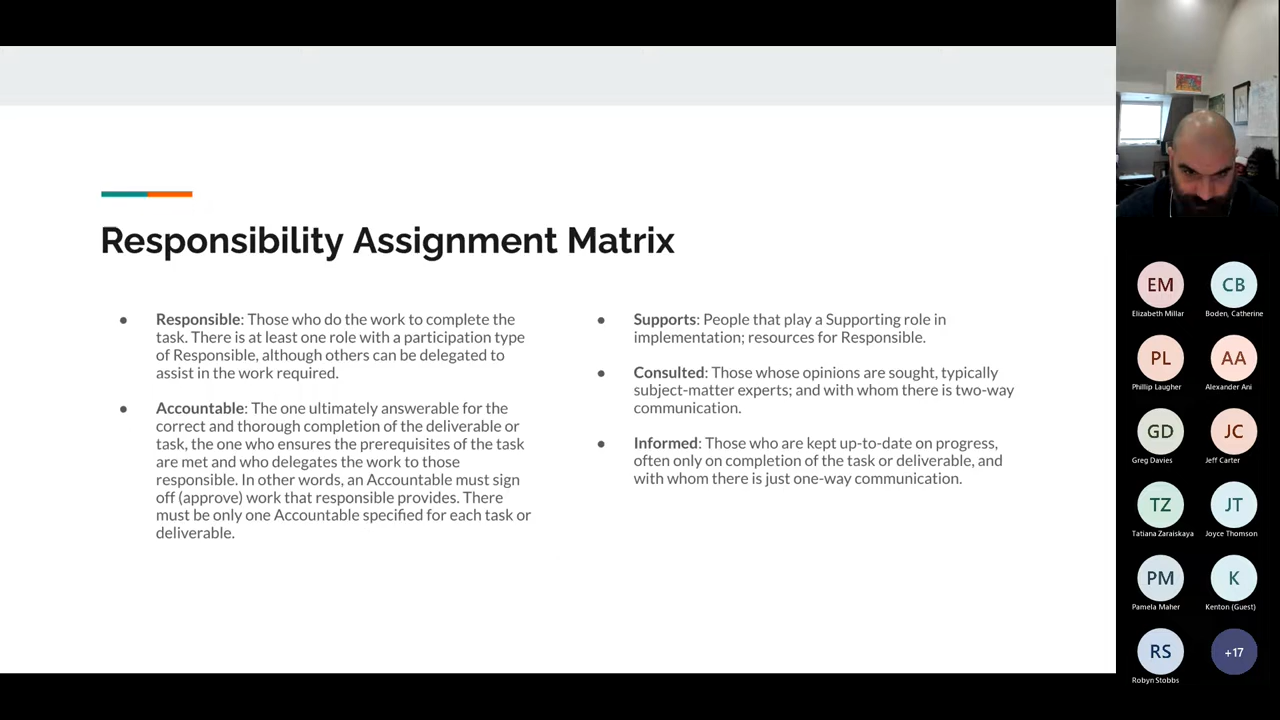 Responsibility Assignment Matrix
● Responsible: Those who do the work to complete the
task. There is at least one role with a participation type
of Responsible, although others can be delegated to
assist in the work required.
● Accountable: The one ultimately answerable for the
correct and thorough completion of the deliverable or
task, the one who ensures the prerequisites of the task
are met and who delegates the work to those
responsible. In other words, an Accountable must sign
off (approve) work that responsible provides. There
must be only one Accountable specified for each task or
deliverable.
● Supports: People that play a Supporting role in
implementation; resources for Responsible.
● Consulted: Those whose opinions are sought, typically
subject-matter experts; and with whom there is two-way
communication.
● Informed: Those who are kept up-to-date on progress,
often only on completion of the task or deliverable, and
with whom there is just one-way communication.
EM CB
Elizabeth Millar Boden, Catherine
PL AA
Phillip Laugher Alexander Ani
GD JC
Greg Davies Jeff Carter
TZ JT
Tatiana Zaraiskaya Joyce Thomson
PM K
Pamela Maher Kenton (Guest)
RS +17
Robyn Stobbs